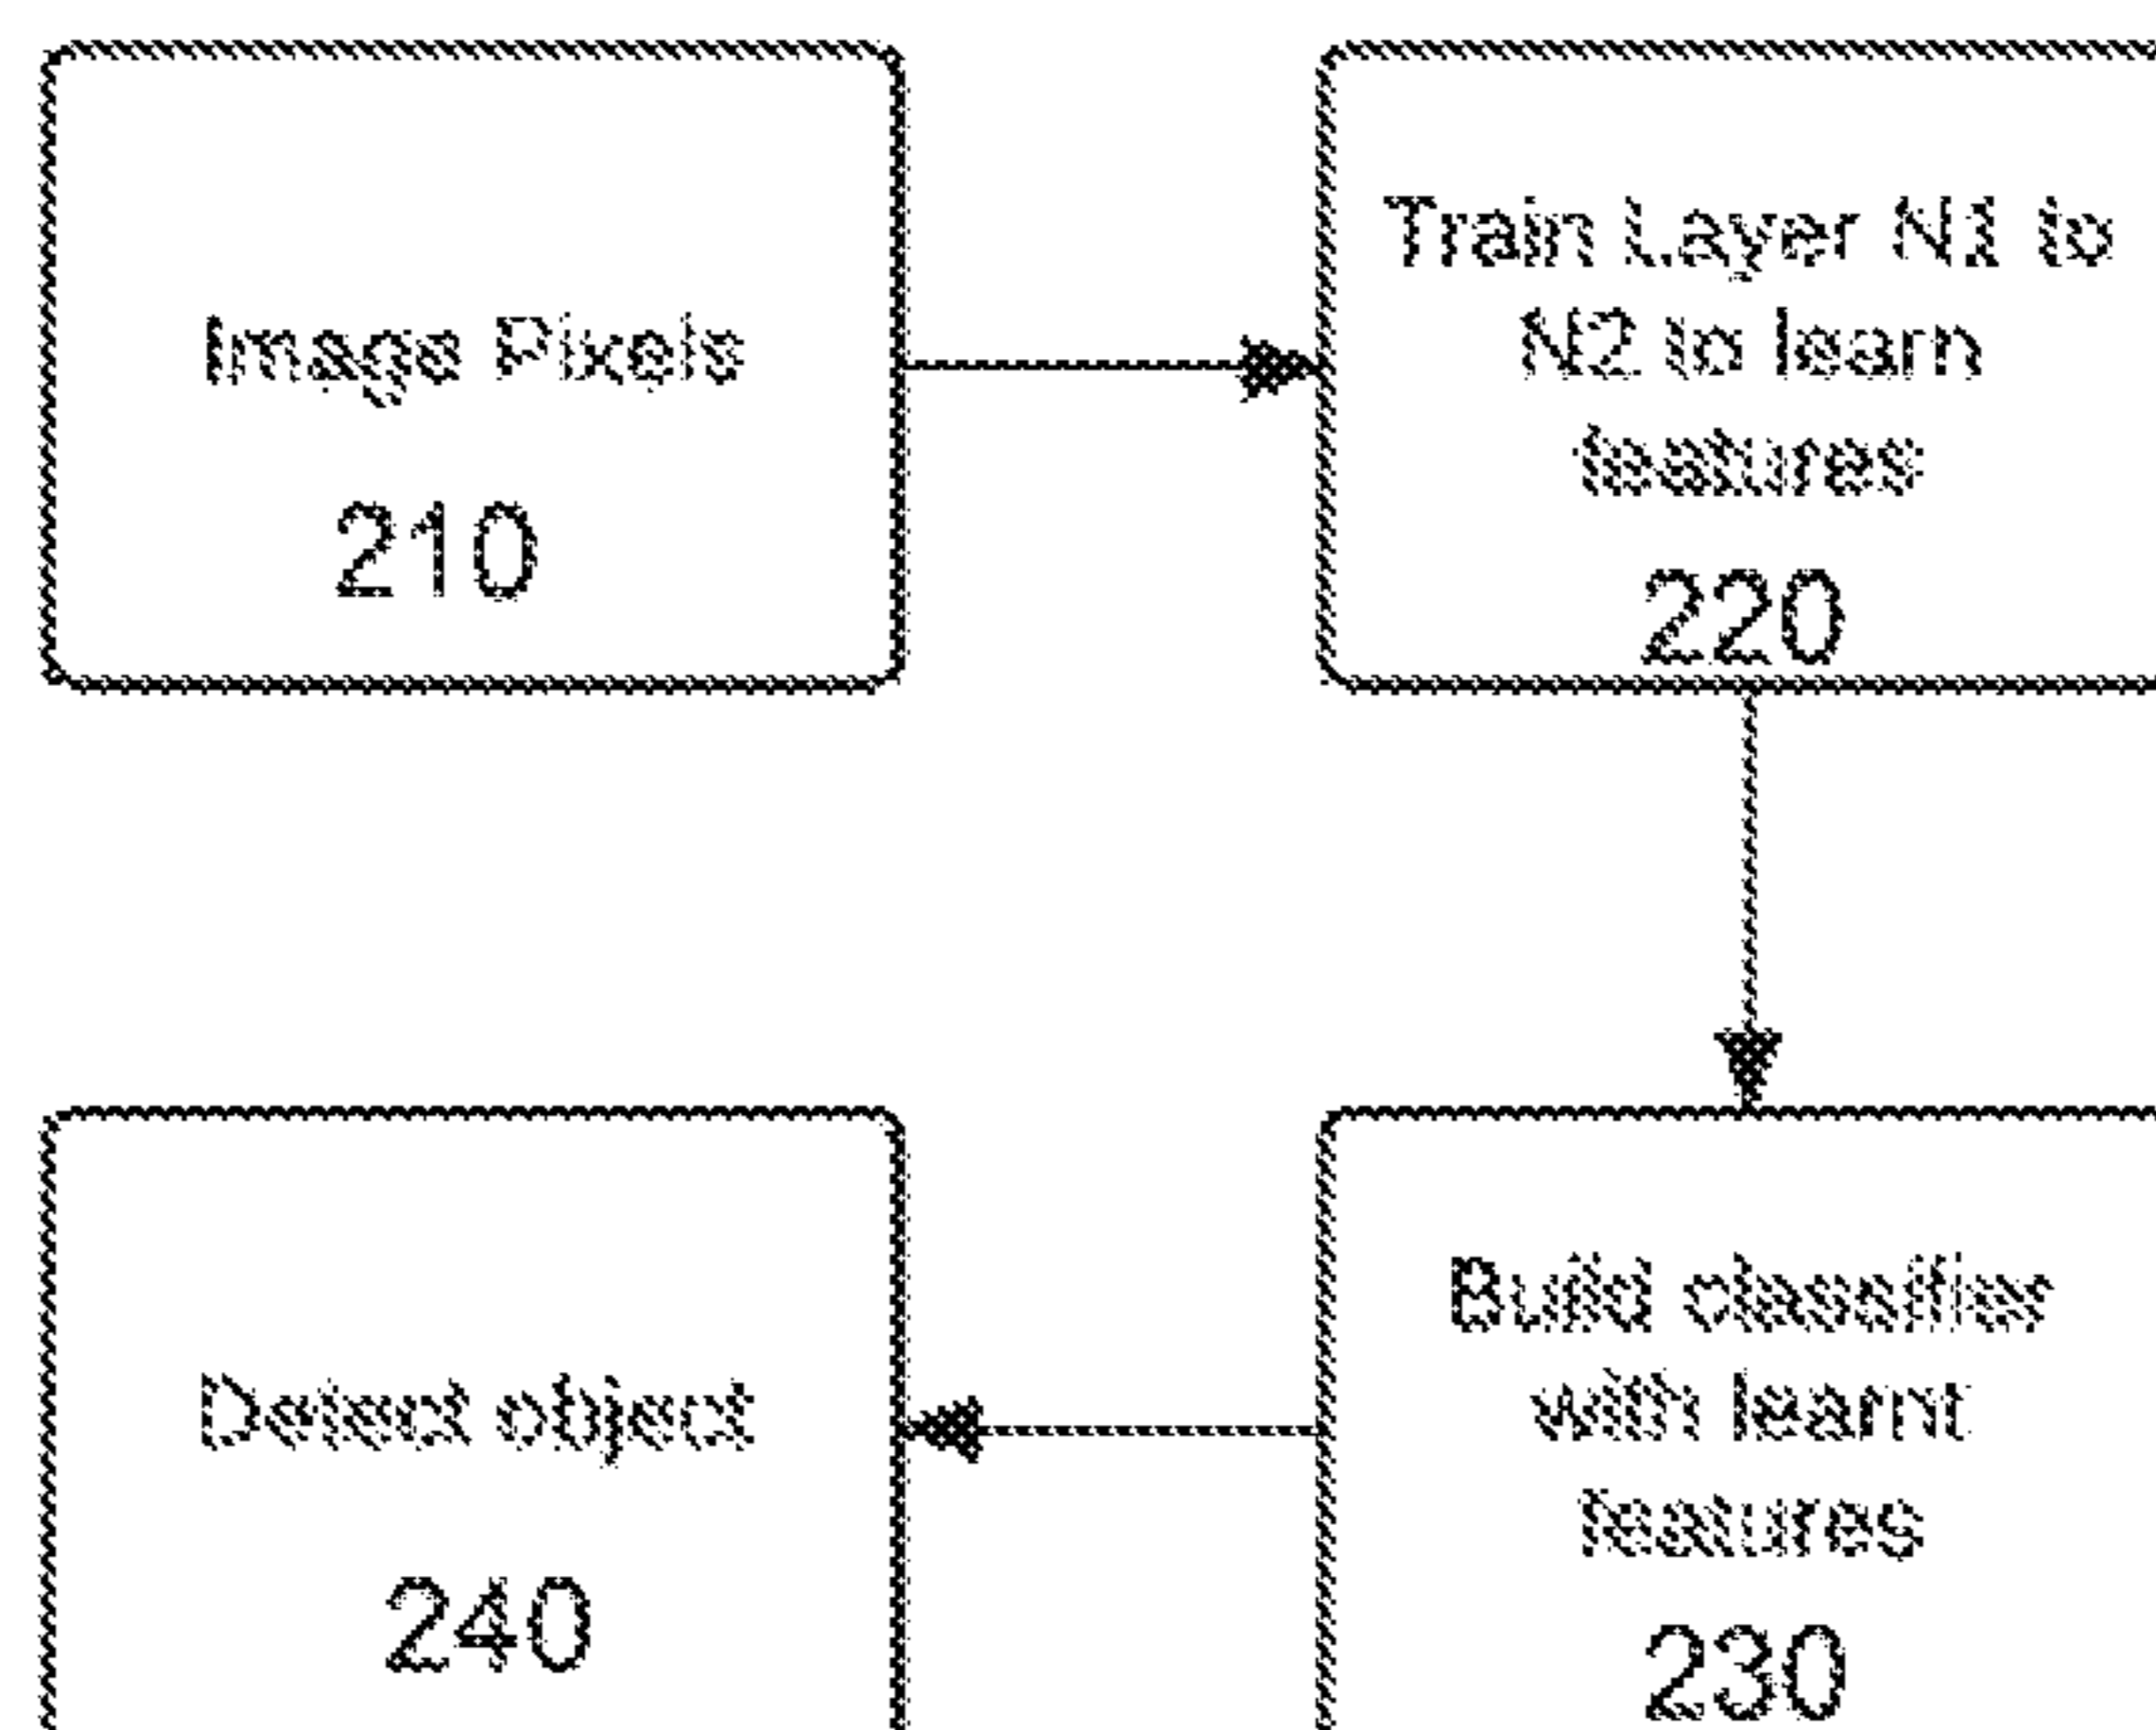 Image Pixels
210
Train Layer N1 to
N2 to learn
features
220
Detect object
240
Build classifier
with learnt
features
230